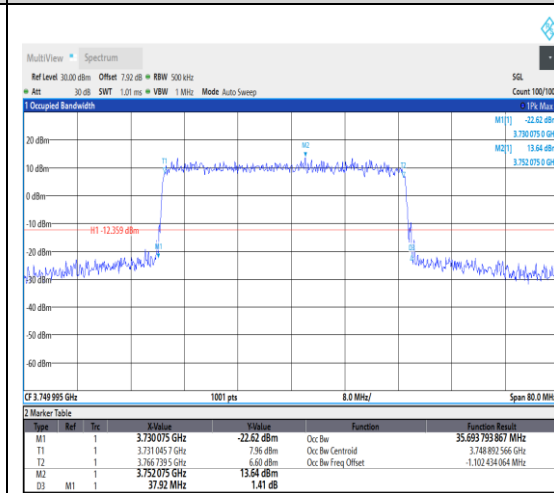 MultiView Spectrum
Ref Level 30.00 dBm Offset 7.92 dB RBW 500 kHz SGL
Att 30 dB SWT 1.01 ms VBW 1 MHz Mode Auto Sweep Count 100/100
1 Occupied Bandwidth 1Pk Max
M1[1] -22.62 dBm
3.730 075 0 GH
M2[1] 13.64 dBm
3.752 075 0 GH
20 dBm
M2
T1 T2
10 dBm
0 dBm
-10 dBm
H1 -12.359 dBm
M1
-20 dBm
-30 dBm
-40 dBm
-50 dBm
-60 dBm
CF 3.749 995 GHz 1001 pts 8.0 MHz/ Span 80.0 MHz
2 Marker Table
Type Ref Trc X-Value Y-Value Function Function Result
M1 1 3.730 075 GHz -22.62 dBm Occ Bw 35.693 793 867 MHz
T1 1 3.731 045 7 GHz 7.96 dBm Occ Bw Centroid 3.748 892 566 GHz
T2 1 3.766 739 5 GHz 6.60 dBm Occ Bw Freq Offset -1.102 434 064 MHz
M2 1 3.752 075 GHz 13.64 dBm
D3 M1 1 37.92 MHz 1.41 dB